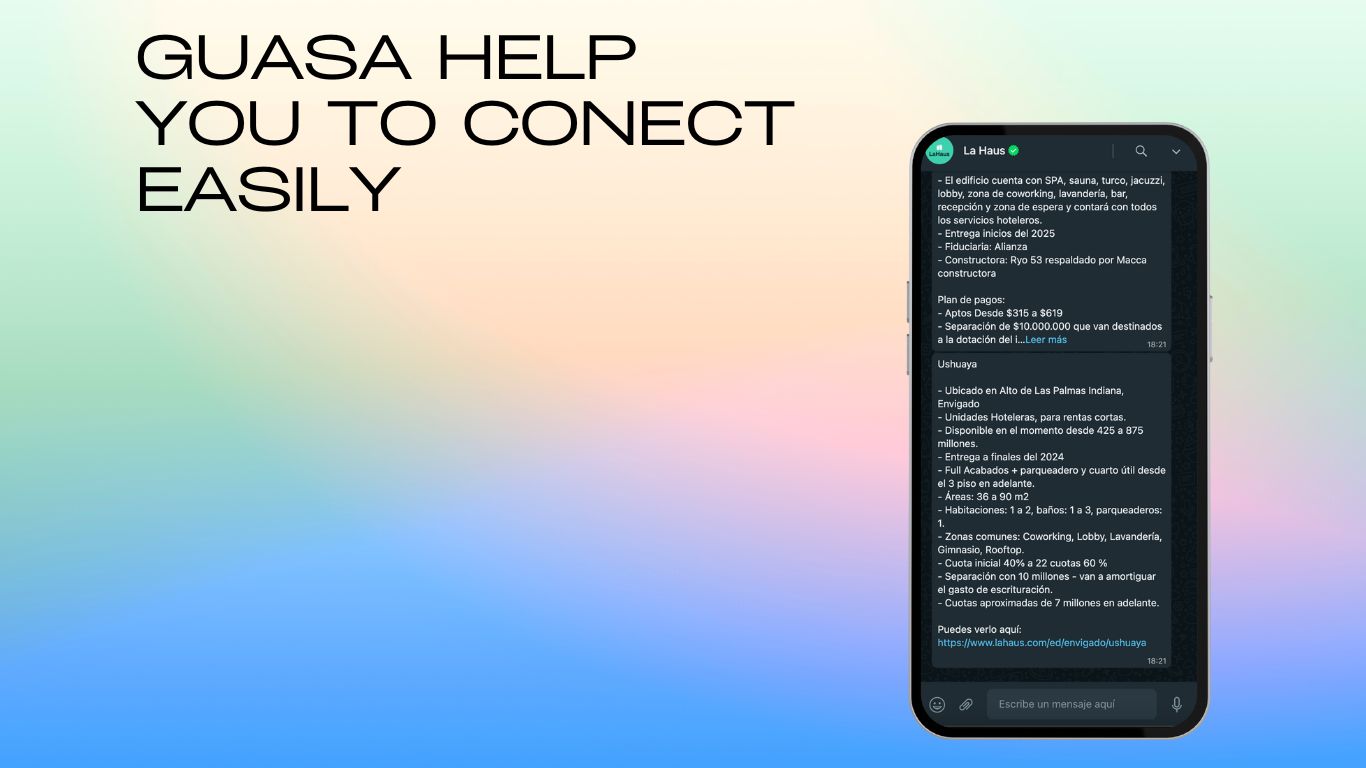 GUASA HELP
YOU TO CONECT
EASILY
LaHaus
La Haus
- El edificio cuenta con SPA, sauna, turco, jacuzzi,
lobby, zona de coworking, lavandería, bar,
recepción y zona de espera y contará con todos
los servicios hoteleros.
- Entrega inicios del 2025
- Fiduciaria: Alianza
- Constructora: Ryo 53 respaldado por Macca
constructora
Plan de pagos:
- Aptos Desde $315 a $619
- Separación de $10.000.000 que van destinados
a la dotación del i...Leer más
18:21
Ushuaya
- Ubicado en Alto de Las Palmas Indiana,
Envigado
- Unidades Hoteleras, para rentas cortas.
- Disponible en el momento desde 425 a 875
millones.
- Entrega a finales del 2024
- Full Acabados + parqueadero y cuarto útil desde
el 3 piso en adelante.
- Áreas: 36 a 90 m2
- Habitaciones: 1 a 2, baños: 1 a 3, parqueaderos:
1.
- Zonas comunes: Coworking, Lobby, Lavandería,
Gimnasio, Rooftop.
- Cuota inicial 40% a 22 cuotas 60 %
- Separación con 10 millones - van a amortiguar
el gasto de escrituración.
- Cuotas aproximadas de 7 millones en adelante.
Puedes verlo aquí:
https://www.lahaus.com/ed/envigado/ushuaya
18:21
Escribe un mensaje aquí